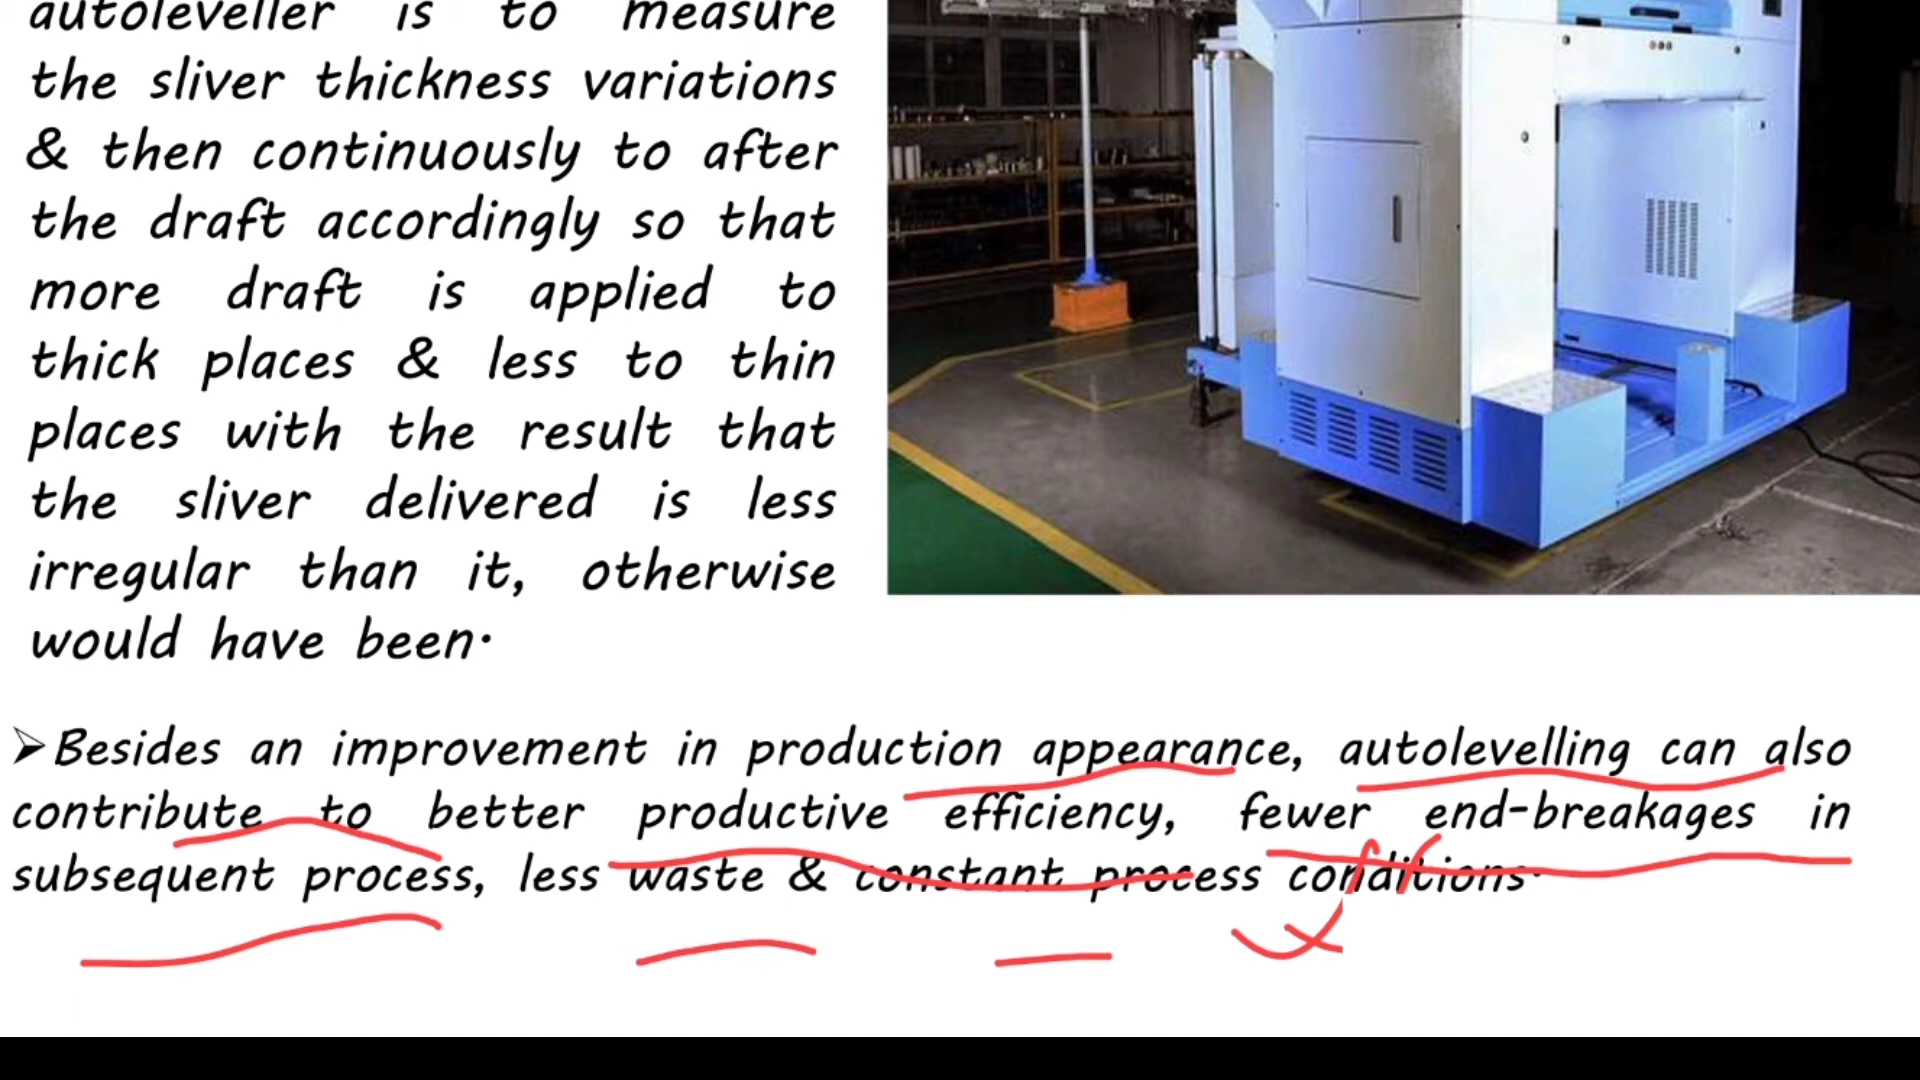 autoleveller is to measure
the sliver thickness variations
& then continuously to after
the draft accordingly so that
more draft is applied to
thick places & less to thin
places with the result that
the sliver delivered is less
irregular than it, otherwise
would have been.
➢Besides an improvement in production appearance, autolevelling can also
contribute to better productive efficiency, fewer end-breakages in
subsequent process, less waste & constant process conditions.